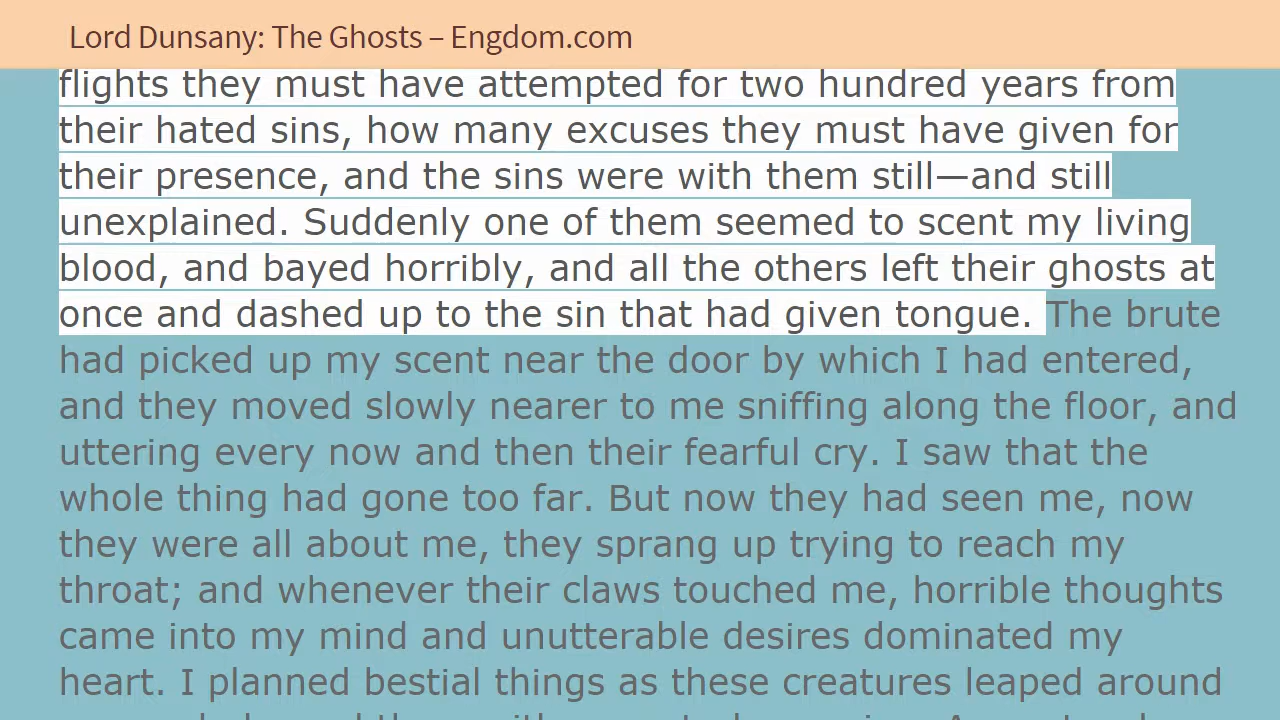 Lord Dunsany: The Ghosts – Engdom.com
flights they must have attempted for two hundred years from
their hated sins, how many excuses they must have given for
their presence, and the sins were with them still—and still
unexplained. Suddenly one of them seemed to scent my living
blood, and bayed horribly, and all the others left their ghosts at
once and dashed up to the sin that had given tongue. The brute
had picked up my scent near the door by which I had entered,
and they moved slowly nearer to me sniffing along the floor, and
uttering every now and then their fearful cry. I saw that the
whole thing had gone too far. But now they had seen me, now
they were all about me, they sprang up trying to reach my
throat; and whenever their claws touched me, horrible thoughts
came into my mind and unutterable desires dominated my
heart. I planned bestial things as these creatures leaped around